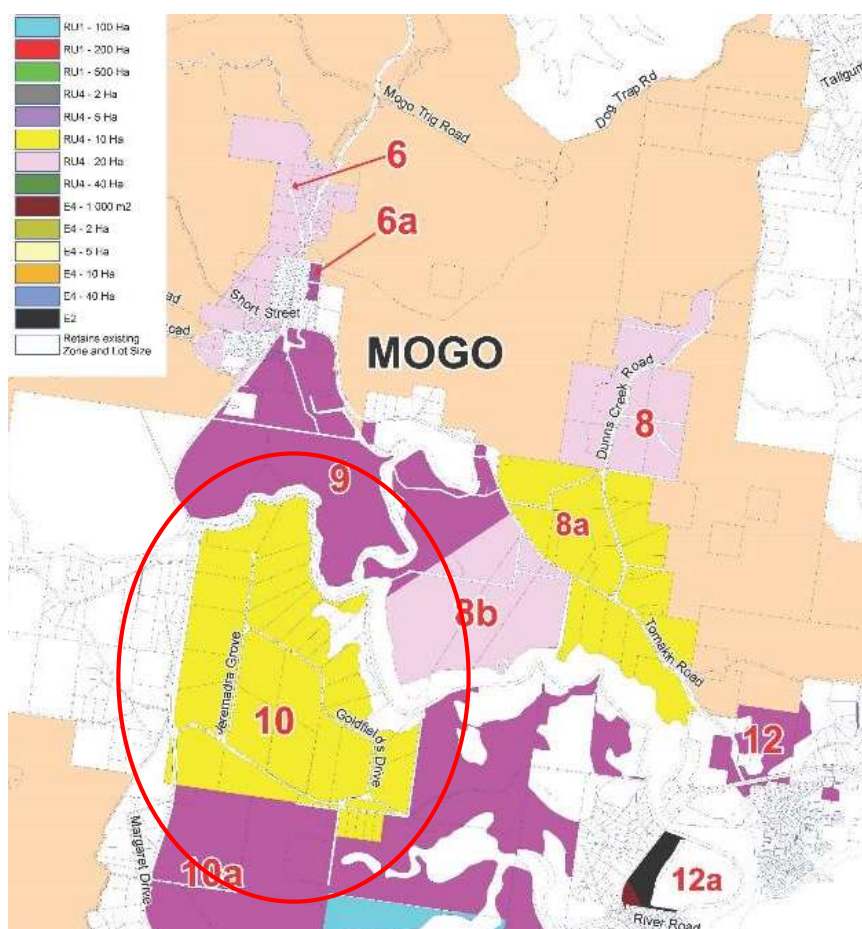 RU1 - 100 Ha
RU1 - 200 Ha
RU1 - 500 Ha
RU4 - 2 Ha
RU4 - 5 Ha
RU4 - 10 Ha
RU4 - 20 Ha
RU4 - 40 Ha
E4 - 1 000 m2
E4 - 2 Ha
E4 - 5 Ha
E4 - 10 Ha
E4 - 40 Ha
E2
Retains existing
Zone and Lot Size
Mogo Trig Road
Dog Trap Rd
6
6a
Short Street
ad
oad
MOGO
Dunns Creek Road
8
9
8a
8b
Tomakin Road
Jeremadra Grove
10
Goldfields Drive
12
Margaret Drive
10a
12a
River Road